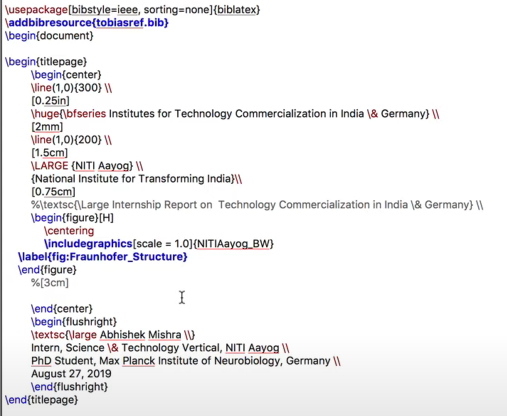 \usepackage[bibstyle=ieee, sorting=none]{biblatex}
\addbibresource{tobiasref.bib}
\begin{document}
\begin{titlepage}
\begin{center}
\line(1,0){300} \\
[0.25in]
\huge{\bfseries Institutes for Technology Commercialization in India \& Germany} \\
[2mm]
\line(1,0){200} \\
[1.5cm]
\LARGE {NITI Aayog} \\
{National Institute for Transforming India}\\
[0.75cm]
%\textsc{\Large Internship Report on  Technology Commercialization in India \& Germany} \\
\begin{figure}[H]
\centering
\includegraphics[scale = 1.0]{NITIAayog_BW}
\label{fig:Fraunhofer_Structure}
\end{figure}
%[3cm]
\end{center}
\begin{flushright}
\textsc{\large Abhishek Mishra \\}
Intern, Science \& Technology Vertical, NITI Aayog \\
PhD Student, Max Planck Institute of Neurobiology, Germany \\
August 27, 2019
\end{flushright}
\end{titlepage}